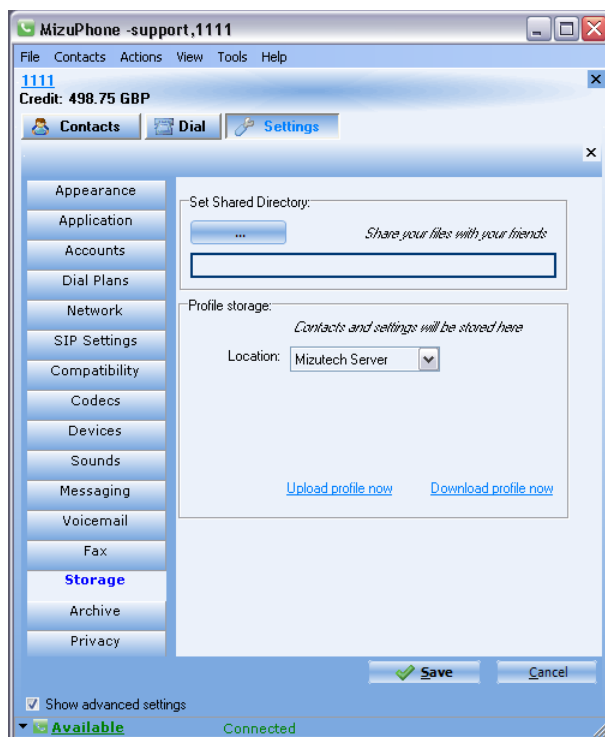 MizuPhone -support,1111
File Contacts Actions View Tools Help
1111
Credit: 498.75 GBP
Contacts Dial Settings
Appearance
Application
Accounts
Dial Plans
Network
SIP Settings
Compatibility
Codecs
Devices
Sounds
Messaging
Voicemail
Fax
Storage
Archive
Privacy
Set Shared Directory:
... Share your files with your friends
Profile storage:
Contacts and settings will be stored here
Location: Mizutech Server
Upload profile now Download profile now
Save Cancel
Show advanced settings
Available Connected